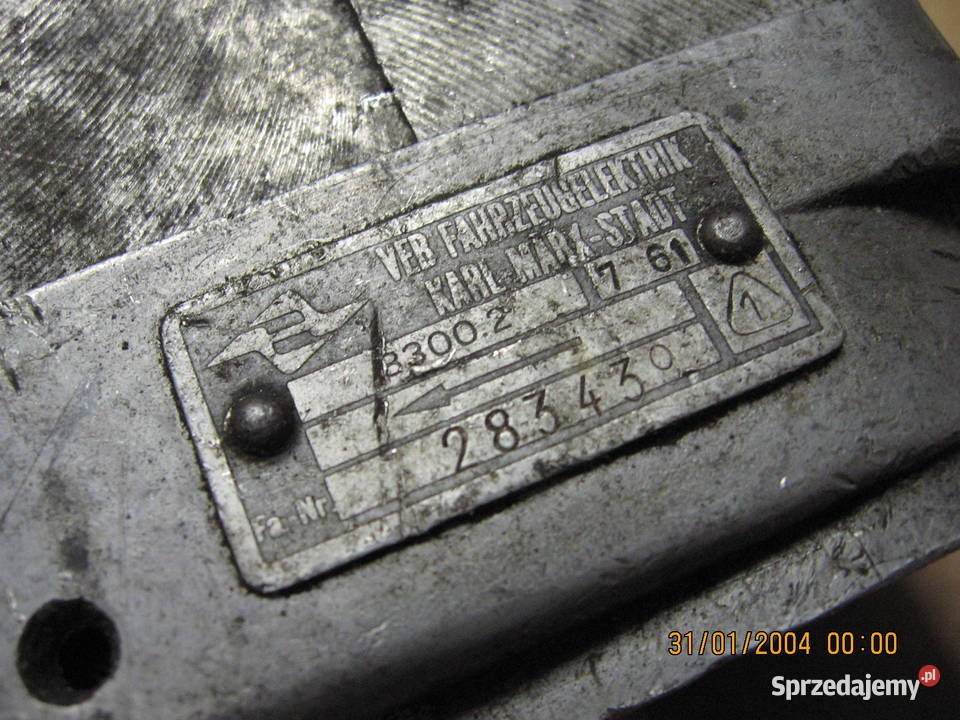 VEB FAHRZEUGELEKTRIK
KARL-MARX-STADT
8300.2 7 61
1
Fa.-Nr. 283430
31/01/2004 00:00
Sprzedajemy.pl